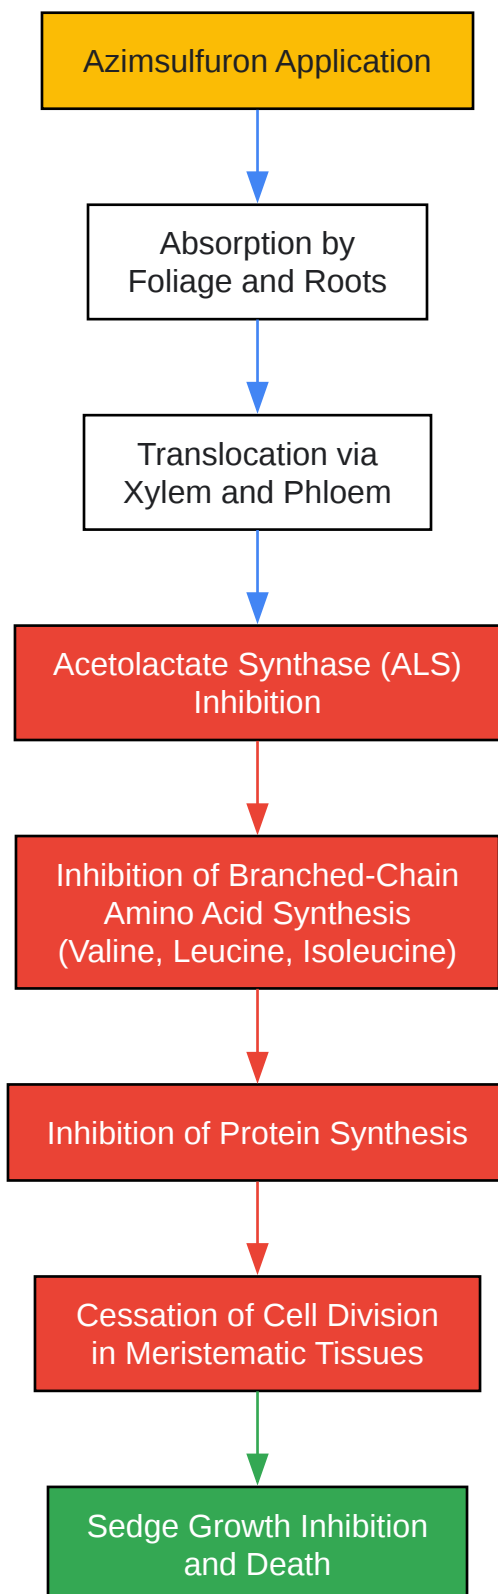 Azimsulfuron Application
Absorption by
Foliage and Roots
Translocation via
Xylem and Phloem
Acetolactate Synthase (ALS)
Inhibition
Inhibition of Branched-Chain
Amino Acid Synthesis
(Valine, Leucine, Isoleucine)
Inhibition of Protein Synthesis
Cessation of Cell Division
in Meristematic Tissues
Sedge Growth Inhibition
and Death